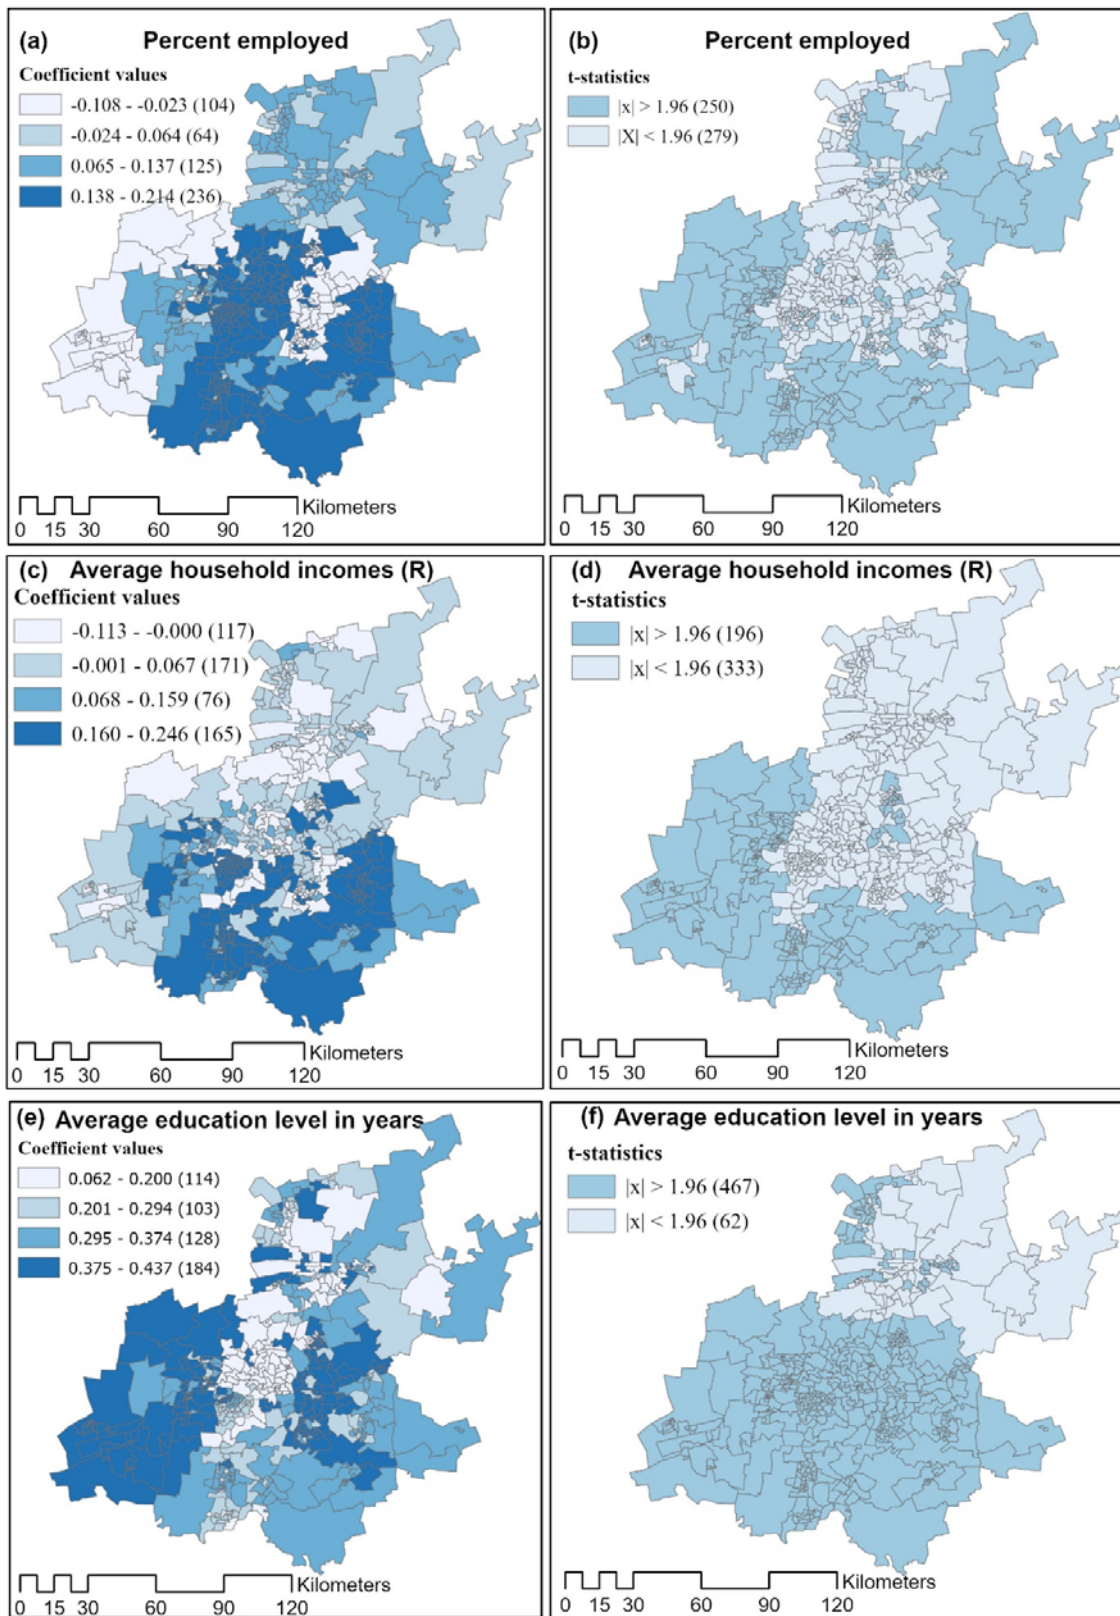 (a) Percent employed
Coefficient values
-0.108 - -0.023 (104)
-0.024 - 0.064 (64)
0.065 - 0.137 (125)
0.138 - 0.214 (236)
Kilometers
0 15 30 60 90 120
(b) Percent employed
t-statistics
|x| > 1.96 (250)
|X| < 1.96 (279)
Kilometers
0 15 30 60 90 120
(c) Average household incomes (R)
Coefficient values
-0.113 - -0.000 (117)
-0.001 - 0.067 (171)
0.068 - 0.159 (76)
0.160 - 0.246 (165)
Kilometers
0 15 30 60 90 120
(d) Average household incomes (R)
t-statistics
|x| > 1.96 (196)
|x| < 1.96 (333)
Kilometers
0 15 30 60 90 120
(e) Average education level in years
Coefficient values
0.062 - 0.200 (114)
0.201 - 0.294 (103)
0.295 - 0.374 (128)
0.375 - 0.437 (184)
Kilometers
0 15 30 60 90 120
(f) Average education level in years
t-statistics
|x| > 1.96 (467)
|x| < 1.96 (62)
Kilometers
0 15 30 60 90 120